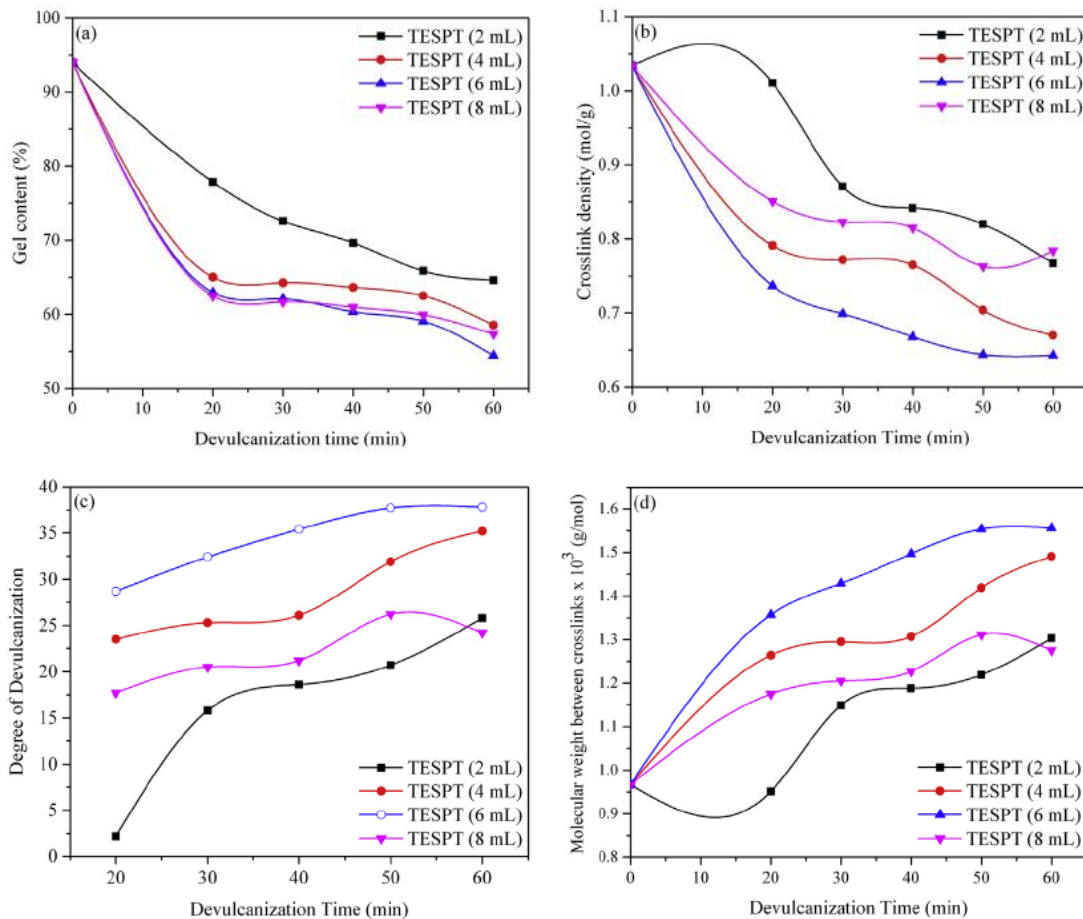 (a)
TESPT (2 mL)
TESPT (4 mL)
TESPT (6 mL)
TESPT (8 mL)
Gel content (%)
100
90
80
70
60
50
0 10 20 30 40 50 60
Devulcanization time (min)
(b)
TESPT (2 mL)
TESPT (4 mL)
TESPT (6 mL)
TESPT (8 mL)
Crosslink density (mol/g)
1.1
1.0
0.9
0.8
0.7
0.6
0 10 20 30 40 50 60
Devulcanization Time (min)
(c)
TESPT (2 mL)
TESPT (4 mL)
TESPT (6 mL)
TESPT (8 mL)
Degree of Devulcanization
40
35
30
25
20
15
10
5
0
20 30 40 50 60
Devulcanization Time (min)
(d)
TESPT (2 mL)
TESPT (4 mL)
TESPT (6 mL)
TESPT (8 mL)
Molecular weight between crosslinks x 10³ (g/mol)
1.6
1.5
1.4
1.3
1.2
1.1
1.0
0.9
0.8
0 10 20 30 40 50 60
Devulcanization Time (min)